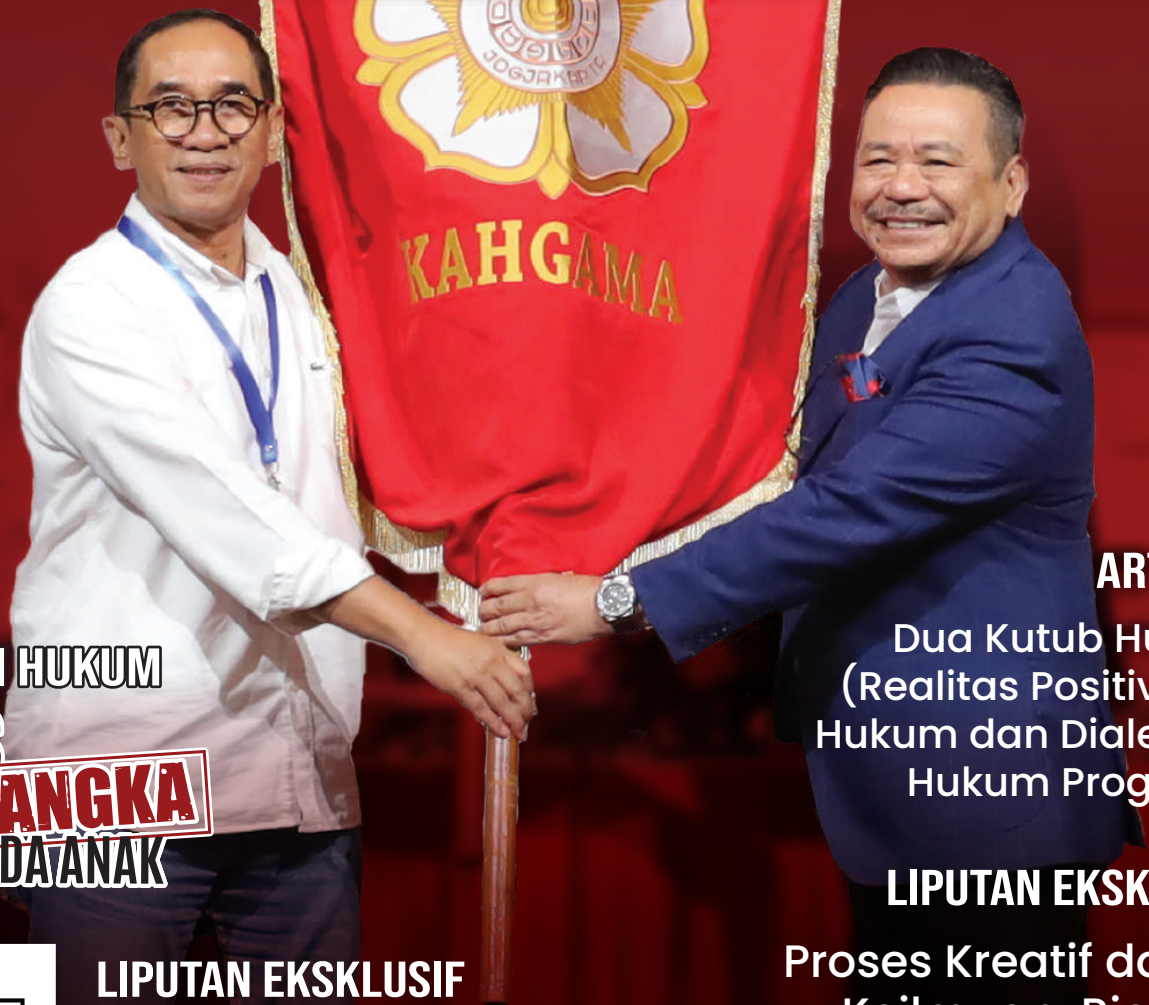 JOGJAKARTA
KAHGAMA
HUKUM
ANGKA
DA ANAK
LIPUTAN EKSKLUSIF
AR
Dua Kutub Hu
(Realitas Positiv
Hukum dan Diale
Hukum Prog
LIPUTAN EKSK
Proses Kreatif da